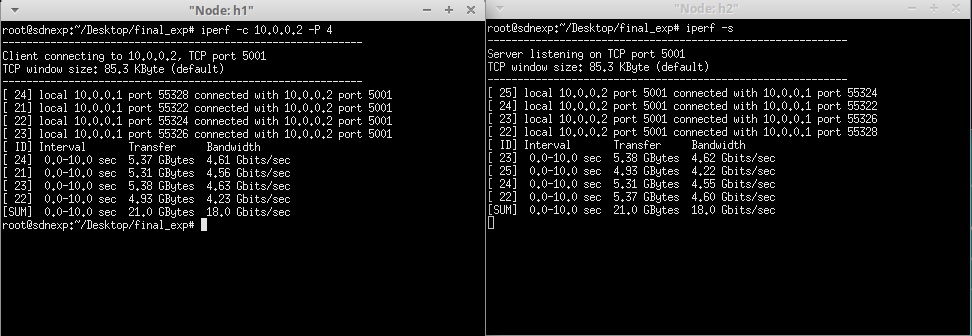 "Node: h1"
root@sdnexp:~/Desktop/final_exp# iperf -c 10.0.0.2 -P 4
------------------------------------------------------------
Client connecting to 10.0.0.2, TCP port 5001
TCP window size: 85.3 KByte (default)
------------------------------------------------------------
[ 24] local 10.0.0.1 port 55328 connected with 10.0.0.2 port 5001
[ 21] local 10.0.0.1 port 55322 connected with 10.0.0.2 port 5001
[ 22] local 10.0.0.1 port 55324 connected with 10.0.0.2 port 5001
[ 23] local 10.0.0.1 port 55326 connected with 10.0.0.2 port 5001
[ ID] Interval       Transfer     Bandwidth
[ 24]  0.0-10.0 sec  5.37 GBytes  4.61 Gbits/sec
[ 21]  0.0-10.0 sec  5.31 GBytes  4.56 Gbits/sec
[ 23]  0.0-10.0 sec  5.38 GBytes  4.63 Gbits/sec
[ 22]  0.0-10.0 sec  4.93 GBytes  4.23 Gbits/sec
[SUM]  0.0-10.0 sec  21.0 GBytes  18.0 Gbits/sec
root@sdnexp:~/Desktop/final_exp#
"Node: h2"
root@sdnexp:~/Desktop/final_exp# iperf -s
------------------------------------------------------------
Server listening on TCP port 5001
TCP window size: 85.3 KByte (default)
------------------------------------------------------------
[ 25] local 10.0.0.2 port 5001 connected with 10.0.0.1 port 55324
[ 24] local 10.0.0.2 port 5001 connected with 10.0.0.1 port 55322
[ 23] local 10.0.0.2 port 5001 connected with 10.0.0.1 port 55326
[ 22] local 10.0.0.2 port 5001 connected with 10.0.0.1 port 55328
[ ID] Interval       Transfer     Bandwidth
[ 23]  0.0-10.0 sec  5.38 GBytes  4.62 Gbits/sec
[ 25]  0.0-10.0 sec  4.93 GBytes  4.22 Gbits/sec
[ 24]  0.0-10.0 sec  5.31 GBytes  4.55 Gbits/sec
[ 22]  0.0-10.0 sec  5.37 GBytes  4.60 Gbits/sec
[SUM]  0.0-10.0 sec  21.0 GBytes  18.0 Gbits/sec